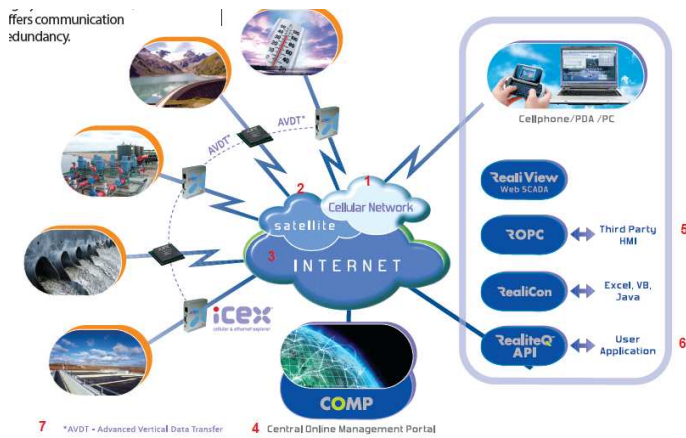 ffers communication
edundancy.
AVDT*
AVDT*
1
2
Cellular Network
satellite
3
INTERNET
icex
cellular & ethernet explorer
COMP
4 Central Online Management Portal
7 *AVDT - Advanced Vertical Data Transfer
Cellphone/PDA /PC
Reali View
Web SCADA
ROPC
Third Party
HMI
5
RealiCon
Excel, VB,
Java
RealiteQ
API
User
Application
6